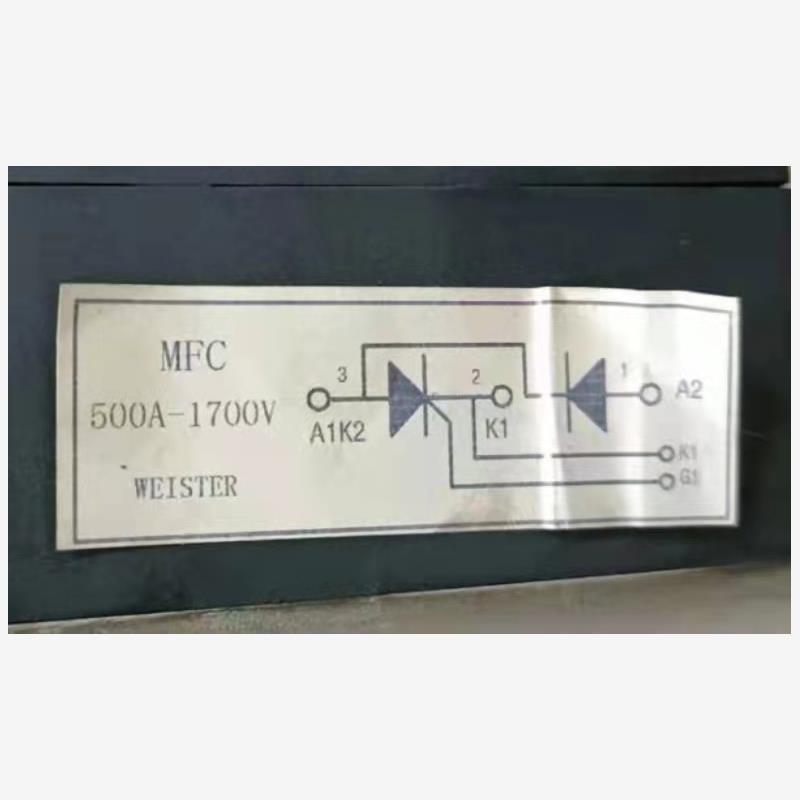 MFC
500A-1700V
WEISTER
3
A1K2
2
K1
1
A2
K1
G1